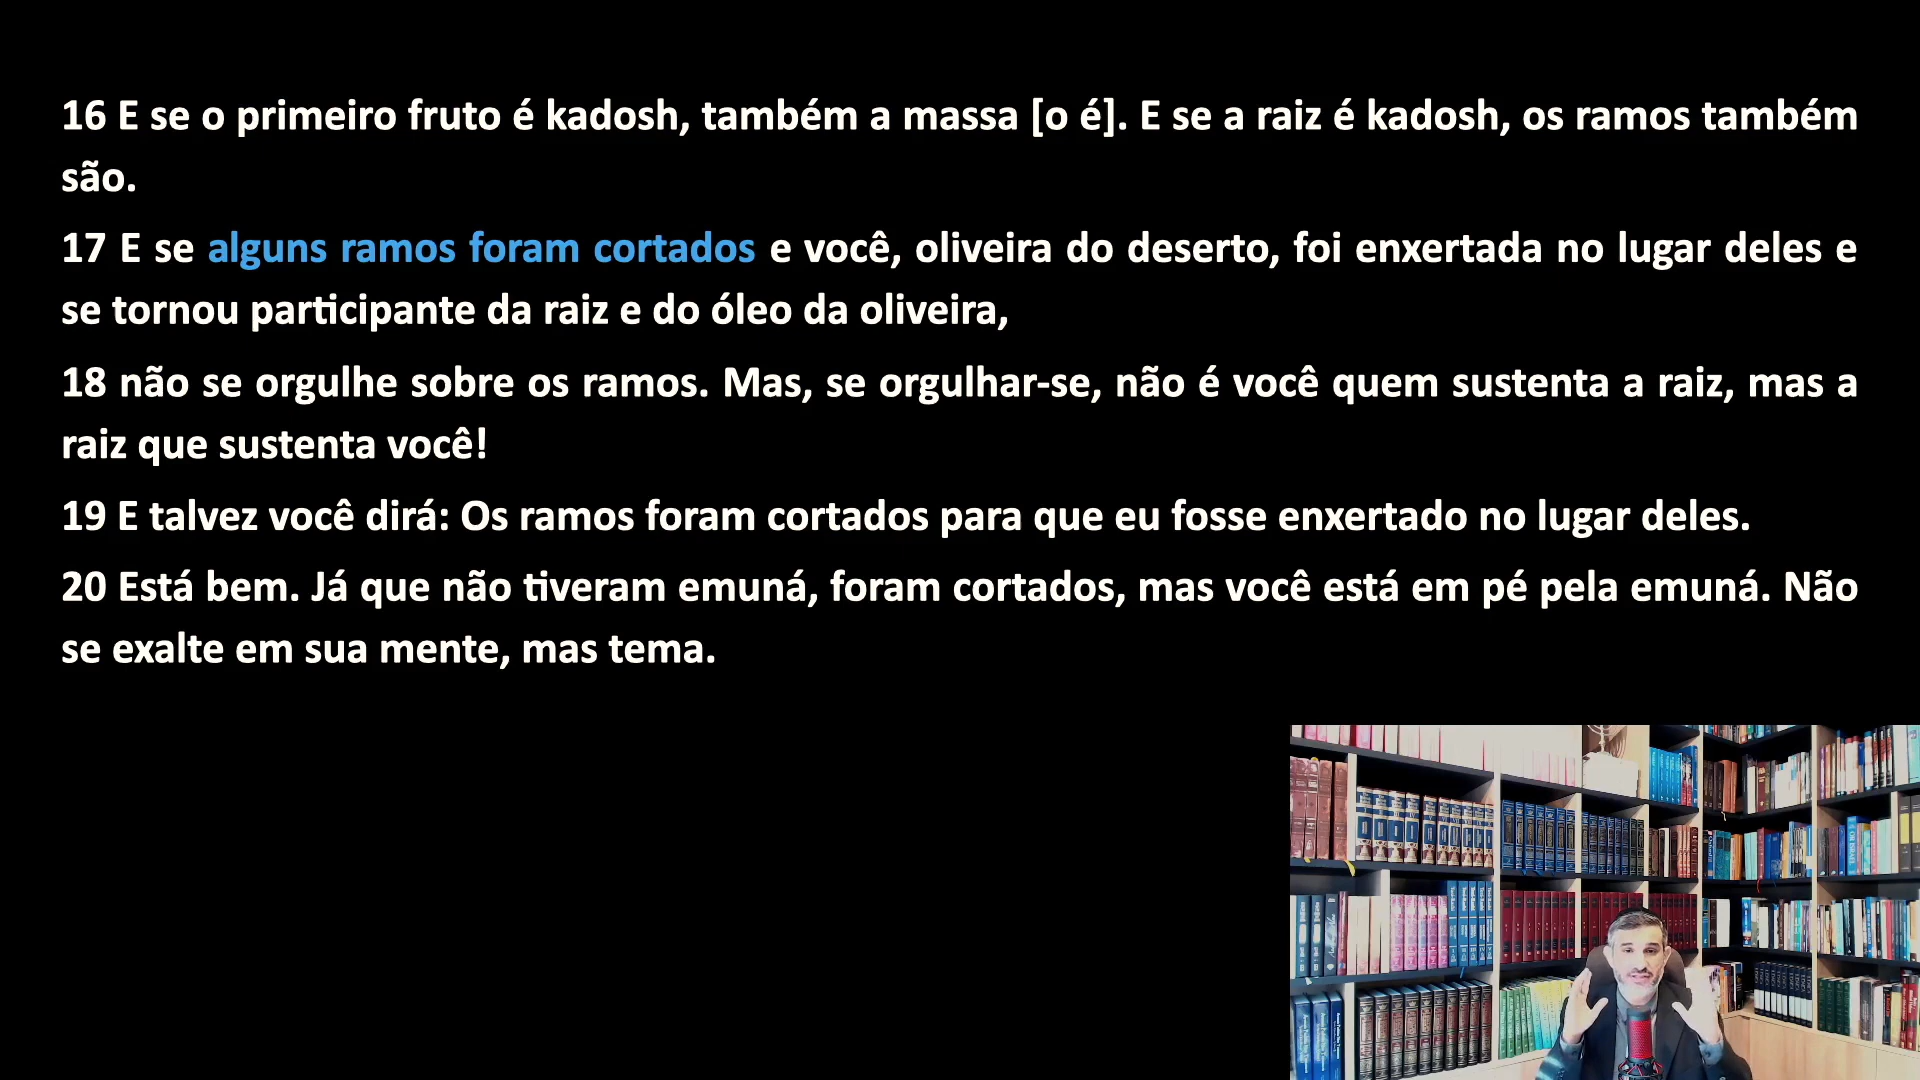 16 E se o primeiro fruto é kadosh, também a massa [o é]. E se a raiz é kadosh, os ramos também
são.
17 E se alguns ramos foram cortados e você, oliveira do deserto, foi enxertada no lugar deles e
se tornou participante da raiz e do óleo da oliveira,
18 não se orgulhe sobre os ramos. Mas, se orgulhar-se, não é você quem sustenta a raiz, mas a
raiz que sustenta você!
19 E talvez você dirá: Os ramos foram cortados para que eu fosse enxertado no lugar deles.
20 Está bem. Já que não tiveram emuná, foram cortados, mas você está em pé pela emuná. Não
se exalte em sua mente, mas tema.